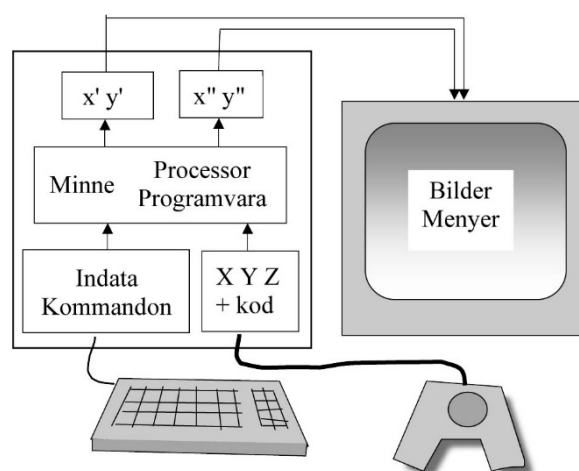 x' y'
x" y"
Minne
Processor
Programvara
Bilder
Menyer
Indata
Kommandon
X Y Z
+ kod